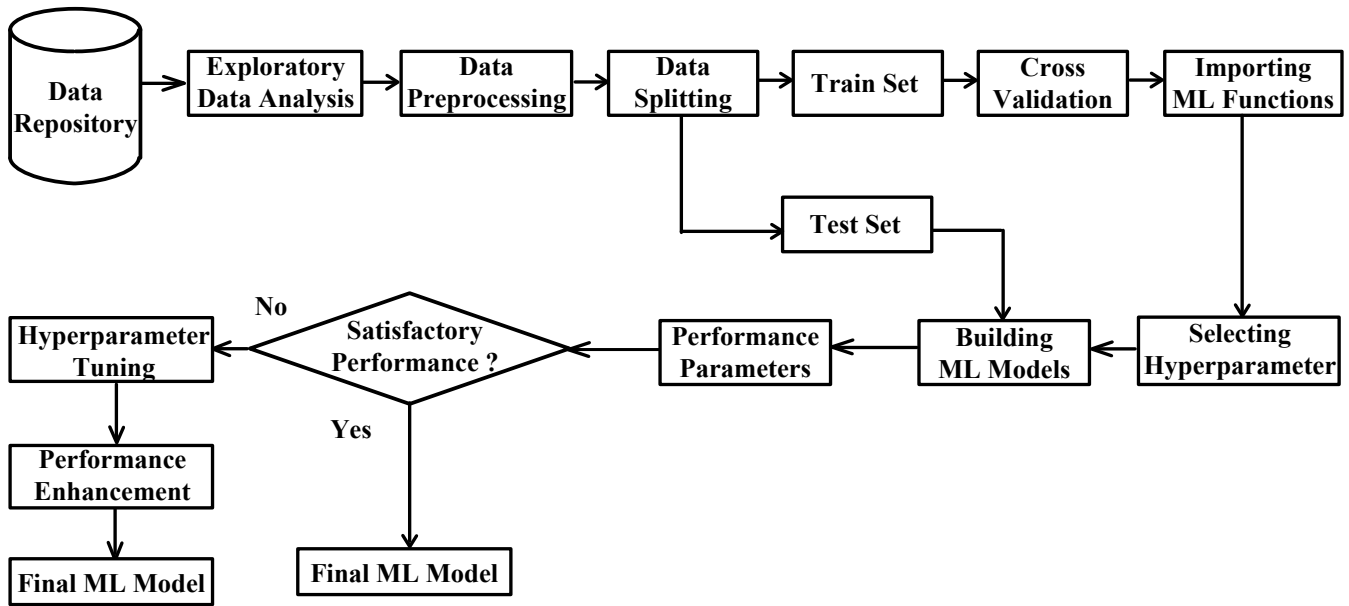 Data
Repository
Exploratory
Data Analysis
Data
Preprocessing
Data
Splitting
Train Set
Cross
Validation
Importing
ML Functions
Test Set
No
Hyperparameter
Tuning
Satisfactory
Performance ?
Performance
Parameters
Building
ML Models
Selecting
Hyperparameter
Yes
Performance
Enhancement
Final ML Model
Final ML Model